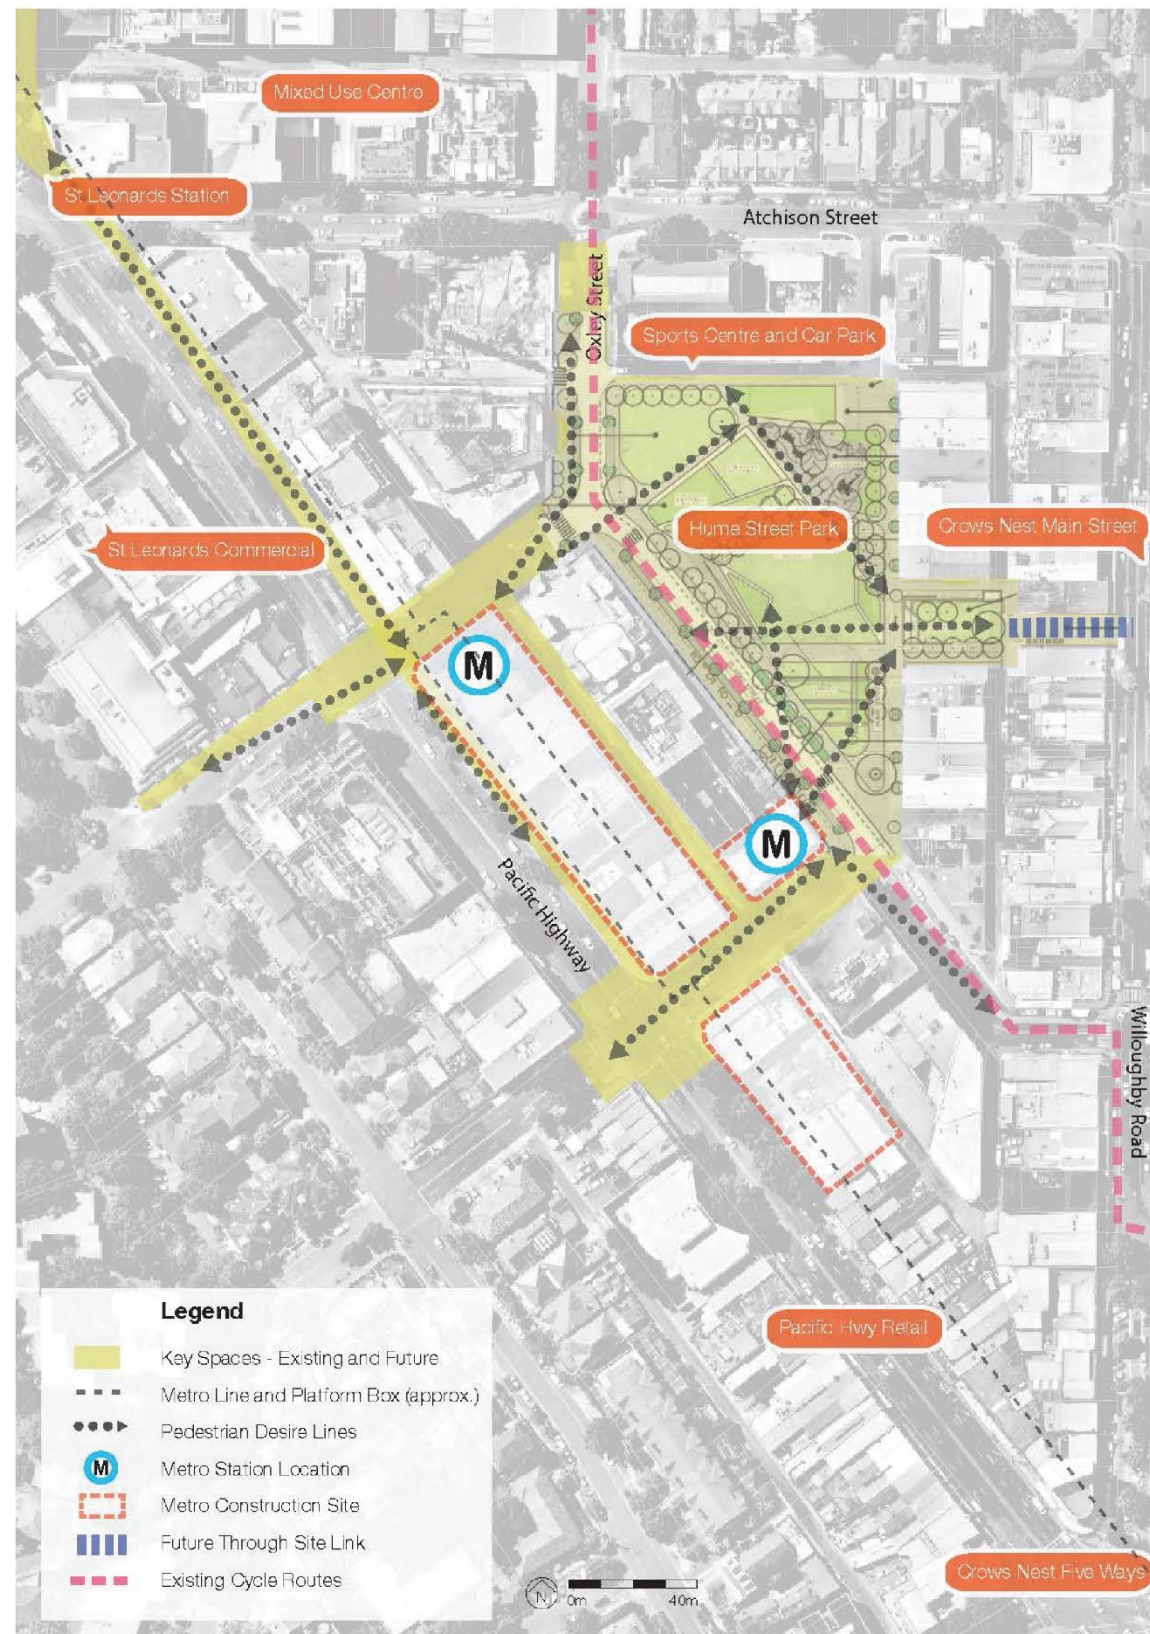 Mixed Use Centre
St Leonards Station
Atchison Street
Oxley Street
Sports Centre and Car Park
Hume Street Park
Crows Nest Main Street
St Leonards Commercial
M
M
Pacific Highway
Willoughby Road
Pacific Hwy Retail
Crows Nest Five Ways
Legend
Key Spaces - Existing and Future
Metro Line and Platform Box (approx.)
Pedestrian Desire Lines
M
Metro Station Location
Metro Construction Site
Future Through Site Link
Existing Cycle Routes
N
0m
40m